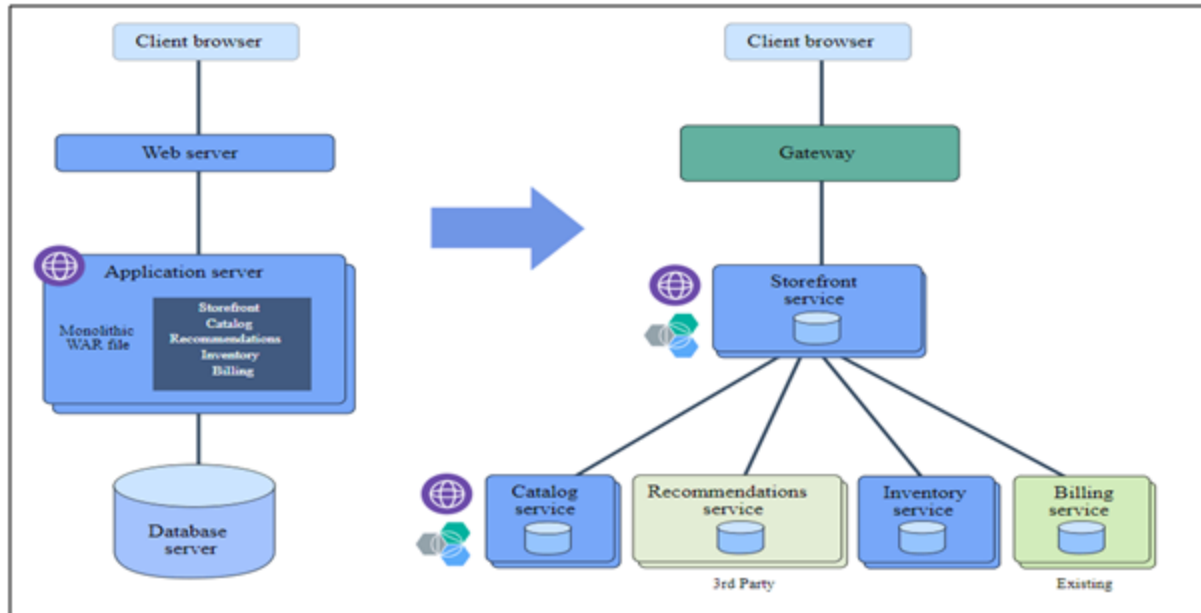 Client browser
Web server
Application server
Monolithic
WAR file
Storefront
Catalog
Recommendations
Inventory
Billing
Database
server
Client browser
Gateway
Storefront
service
Catalog
service
Recommendations
service
3rd Party
Inventory
service
Billing
service
Existing